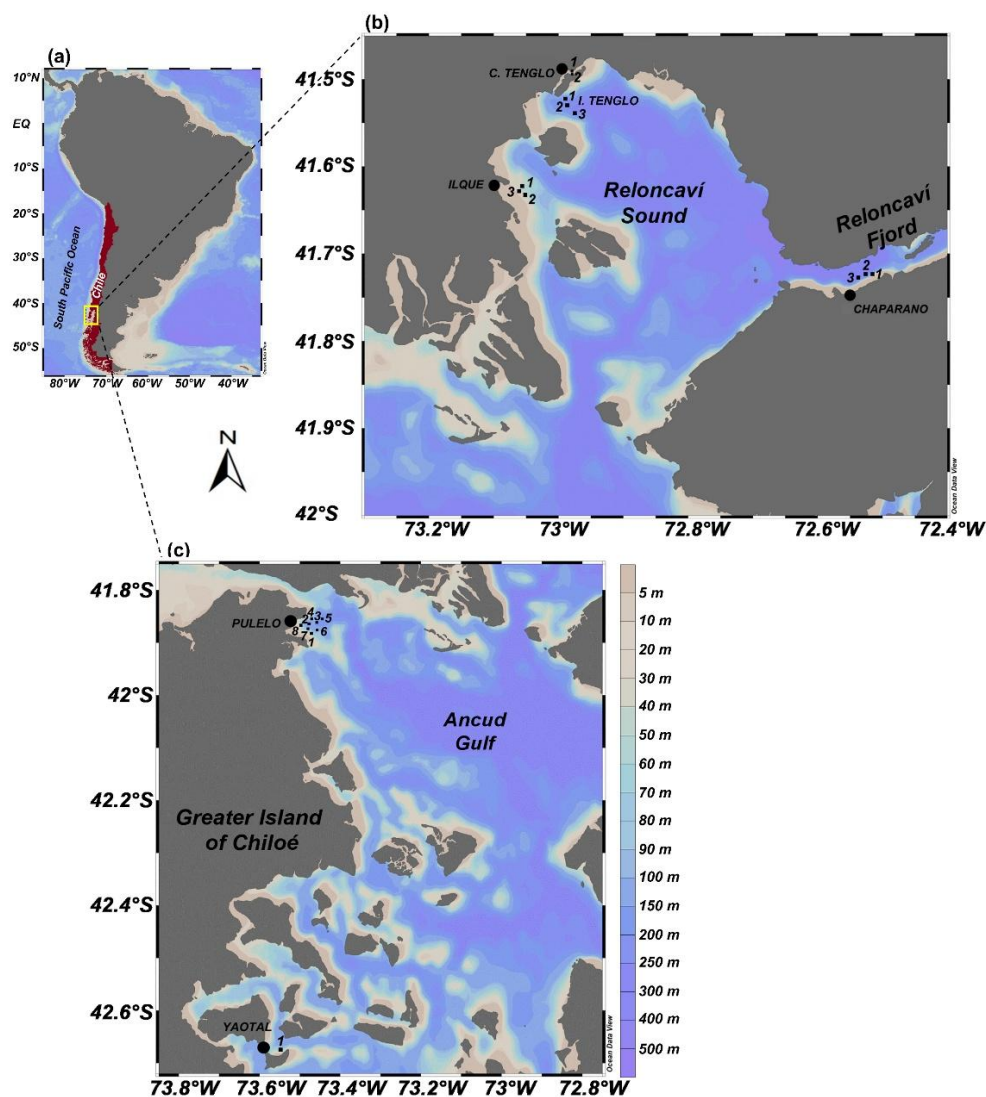 (a)
10°N
EQ
10°S
20°S
30°S
40°S
50°S
80°W
70°W
60°W
50°W
40°W
South Pacific Ocean
Chile
Ocean Data View
N
(b)
41.5°S
41.6°S
41.7°S
41.8°S
41.9°S
42°S
73.2°W
73°W
72.8°W
72.6°W
72.4°W
C. TENGLO
1
2
1
2
I. TENGLO
3
ILQUE
1
3
2
Reloncaví
Sound
Reloncaví
Fjord
2
3
1
CHAPARANO
Ocean Data View
(c)
41.8°S
42°S
42.2°S
42.4°S
42.6°S
73.8°W
73.6°W
73.4°W
73.2°W
73°W
72.8°W
PULELO
4
2
3
5
8
6
7
1
Ancud
Gulf
Greater Island
of Chiloé
YAOTAL
1
Ocean Data View
5 m
10 m
20 m
30 m
40 m
50 m
60 m
70 m
80 m
90 m
100 m
150 m
200 m
250 m
300 m
400 m
500 m